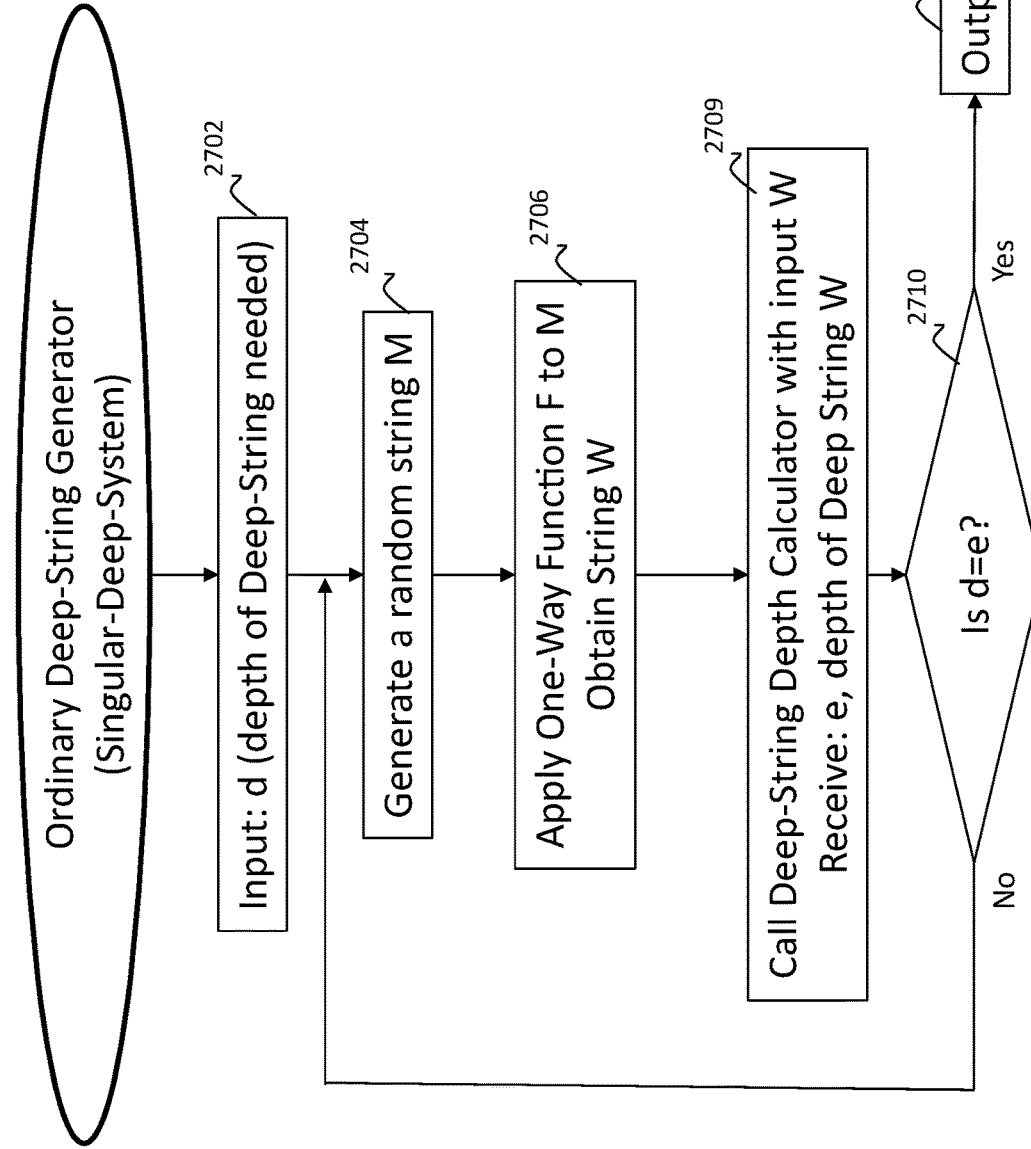 Ordinary Deep-String Generator
(Singular-Deep-System)
2702
Input: d (depth of Deep-String needed)
2704
Generate a random string M
2706
Apply One-Way Function F to M
Obtain String W
2709
Call Deep-String Depth Calculator with input W
Receive: e, depth of Deep String W
2710
Is d=e?
No
Yes